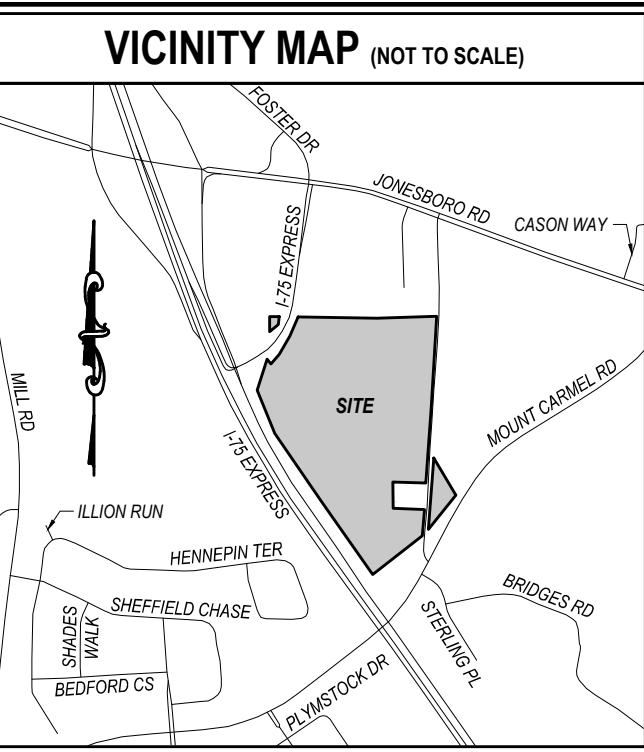 VICINITY MAP (NOT TO SCALE)
FOSTER DR
JONESBORO RD
CASON WAY
I-75 EXPRESS
SITE
MOUNT CARMEL RD
MILL RD
I-75 EXPRESS
ILLION RUN
HENNEPIN TER
BRIDGES RD
SHEFFIELD CHASE
SHADES
WALK
STERLING PL
BEDFORD CS
PLYMSTOCK DR